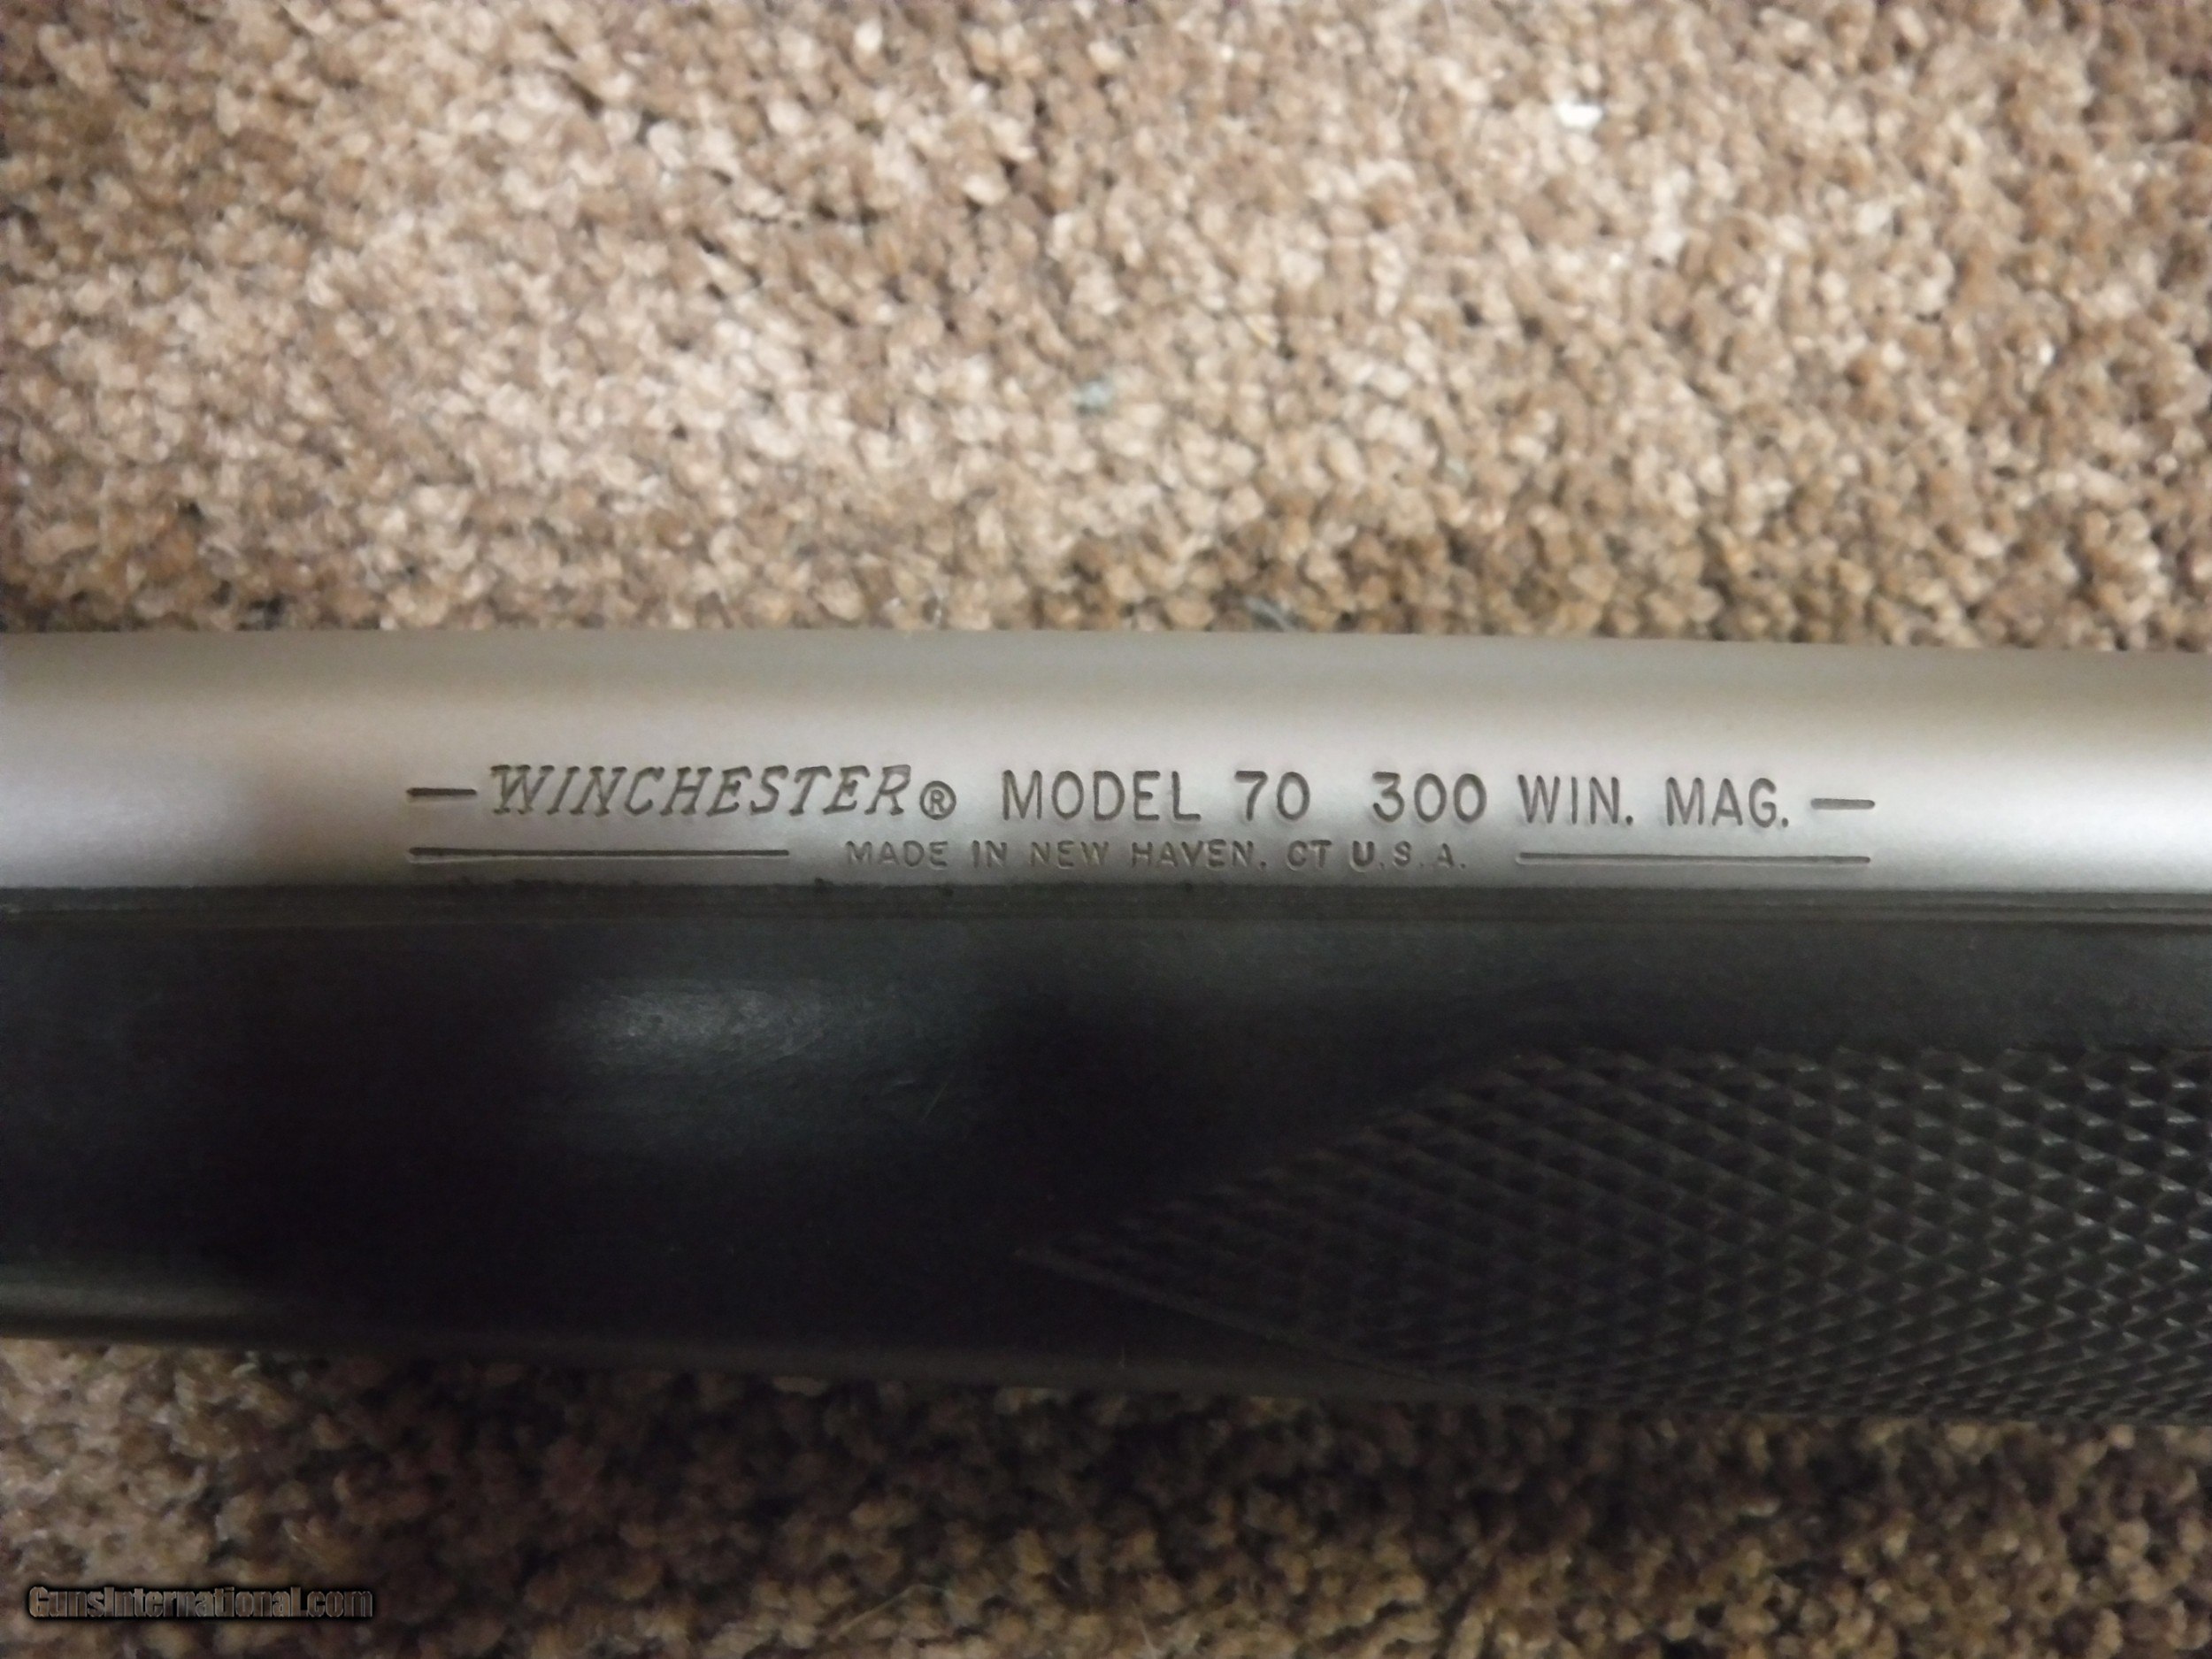 WINCHESTER® MODEL 70 300 WIN. MAG.
MADE IN NEW HAVEN, CT U.S.A.
GunsInternational.com